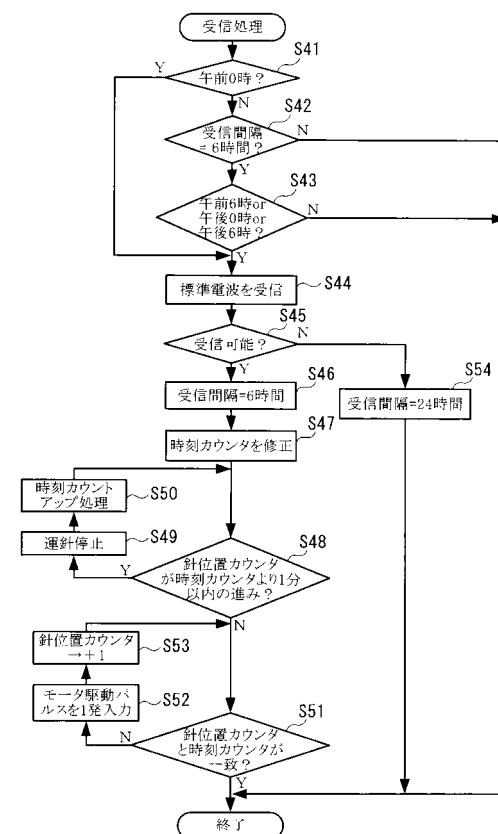 受信処理
S41
Y
午前0時?
N
S42
受信間隔
=6時間?
N
Y
S43
午前6時or
午後0時or
午後6時?
N
Y
標準電波を受信
S44
S45
受信可能?
N
Y
S46
受信間隔=6時間
S54
受信間隔=24時間
S47
時刻カウンタを修正
時刻カウント
アップ処理
S50
運針停止
S49
S48
針位置カウンタ
が時刻カウンタより1分
以内の進み?
Y
N
針位置カウンタ
→+1
S53
モータ駆動パ
ルスを1発入力
S52
S51
針位置カウンタ
と時刻カウンタが
一致?
N
Y
終了